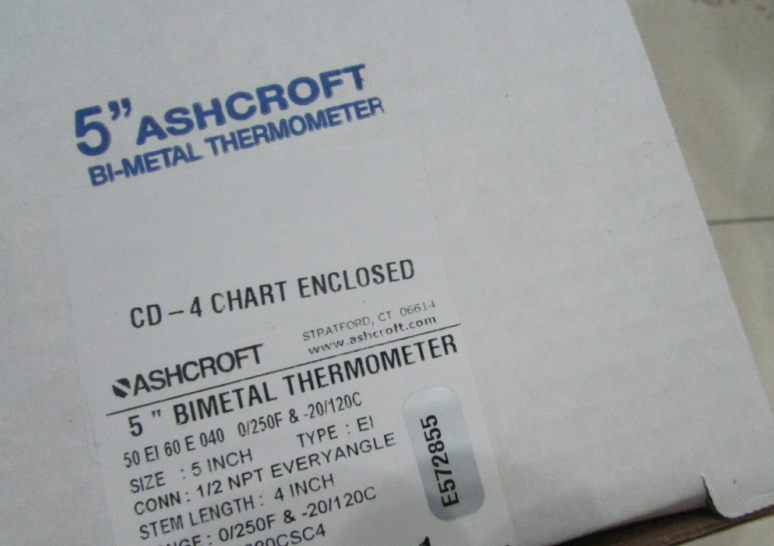 5" ASHCROFT
BI-METAL THERMOMETER
CD-4 CHART ENCLOSED
STRATFORD, CT 06614
www.ashcroft.com
ASHCROFT
5 " BIMETAL THERMOMETER
50 EI 60 E 040 0/250F & -20/120C
SIZE : 5 INCH TYPE : EI
CONN : 1/2 NPT EVERYANGLE
STEM LENGTH : 4 INCH
: 0/250F & -20/120C
E572855